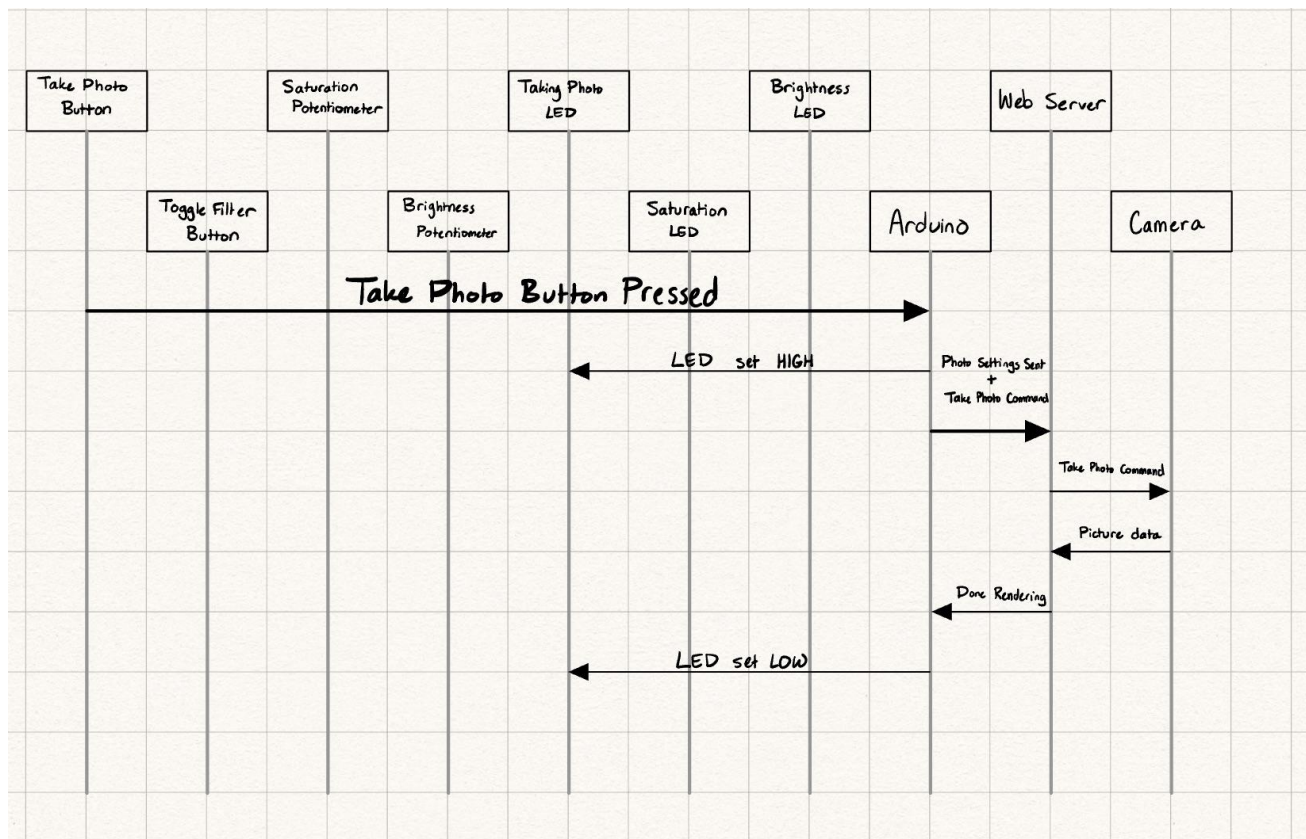 Take Photo
Button
Saturation
Potentiometer
Taking Photo
LED
Brightness
LED
Web Server
Toggle Filter
Button
Brightness
Potentiometer
Saturation
LED
Arduino
Camera
Take Photo Button Pressed
LED set HIGH
Photo Settings Sent
+
Take Photo Command
Take Photo Command
Picture data
Done Rendering
LED set LOW